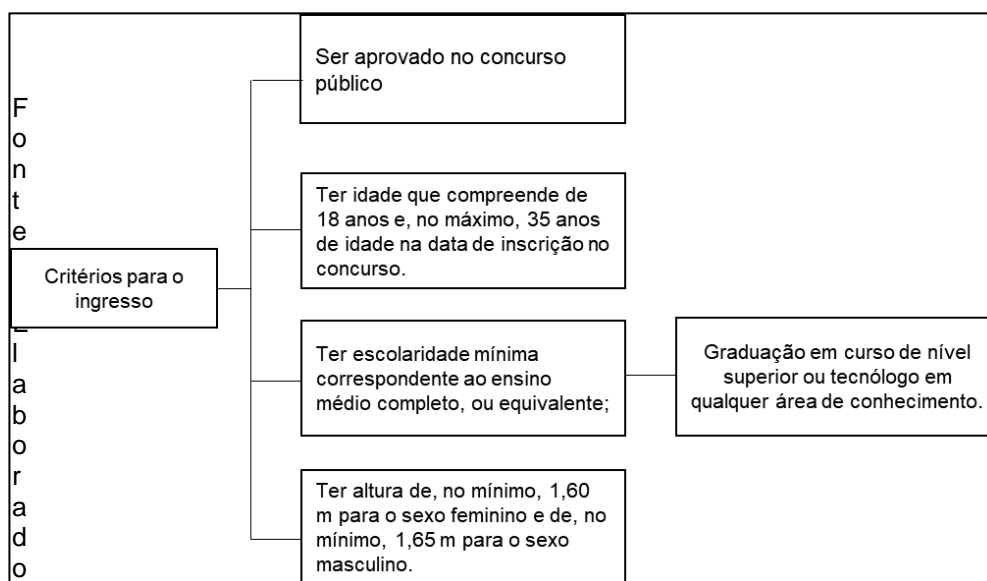 Ser aprovado no concurso
público
Ter idade que compreende de
18 anos e, no máximo, 35 anos
de idade na data de inscrição no
concurso.
Critérios para o
ingresso
Ter escolaridade mínima
correspondente ao ensino
médio completo, ou equivalente;
Graduação em curso de nível
superior ou tecnólogo em
qualquer área de conhecimento.
Ter altura de, no mínimo, 1,60
m para o sexo feminino e de, no
mínimo, 1,65 m para o sexo
masculino.
F
o
n
t
e
l
a
b
o
r
a
d
o